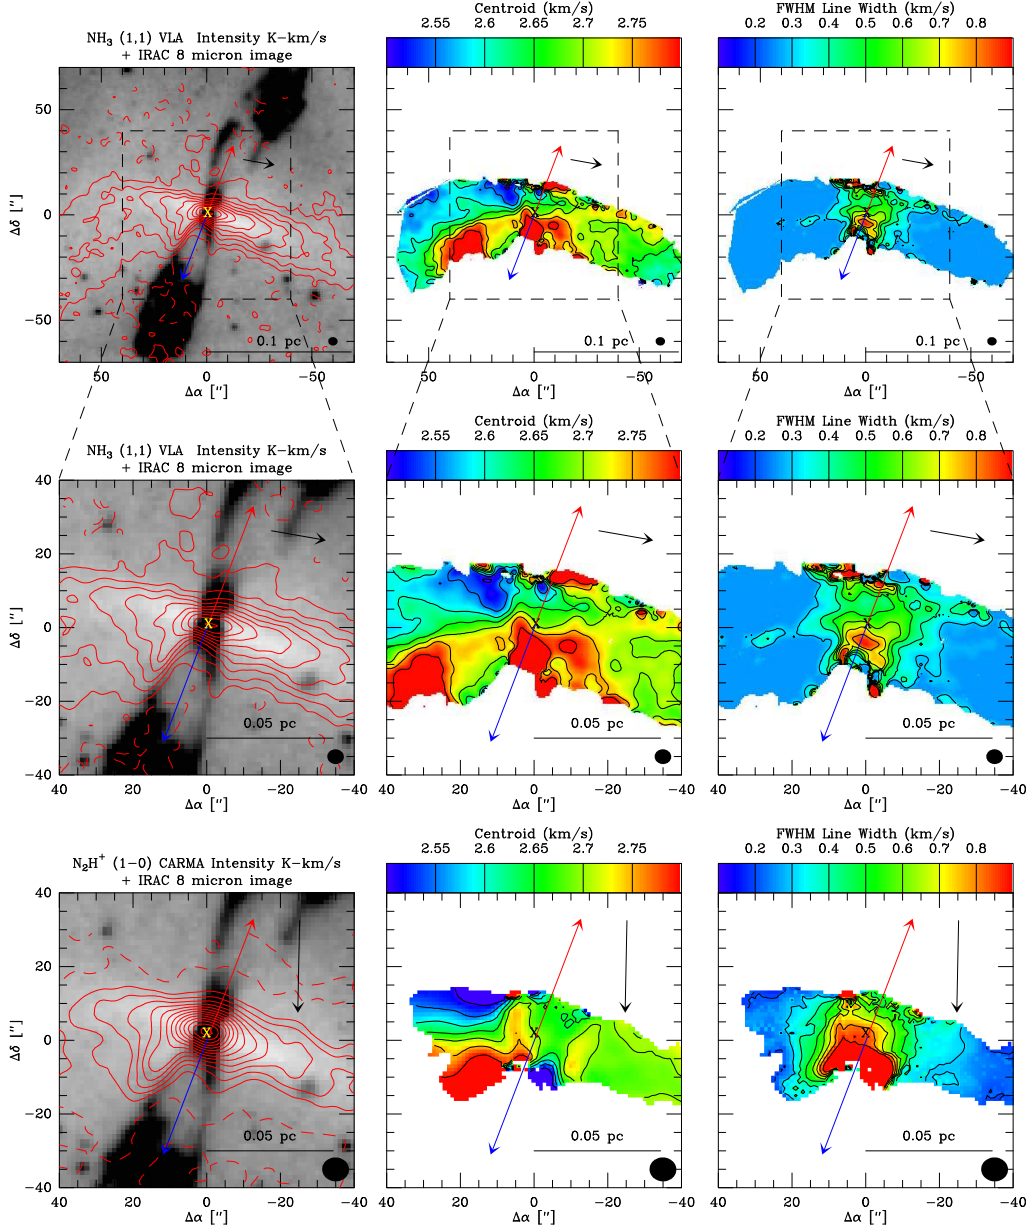 Centroid (km/s)
FWHM Line Width (km/s)
2.55 2.6 2.65 2.7 2.75
0.2 0.3 0.4 0.5 0.6 0.7 0.8
NH₃ (1,1) VLA Intensity K−km/s
+ IRAC 8 micron image
50
0
−50
Δδ [″]
X
0.1 pc
0.1 pc
0.1 pc
50 0 −50
50 0 −50
50 0 −50
Δα [″]
Δα [″]
Δα [″]
Centroid (km/s)
FWHM Line Width (km/s)
2.55 2.6 2.65 2.7 2.75
0.2 0.3 0.4 0.5 0.6 0.7 0.8
NH₃ (1,1) VLA Intensity K−km/s
+ IRAC 8 micron image
40
20
0
−20
−40
Δδ [″]
X
0.05 pc
0.05 pc
0.05 pc
40 20 0 −20 −40
20 0 −20 −40
20 0 −20 −40
Δα [″]
Δα [″]
Δα [″]
Centroid (km/s)
FWHM Line Width (km/s)
2.55 2.6 2.65 2.7 2.75
0.2 0.3 0.4 0.5 0.6 0.7 0.8
N₂H⁺ (1−0) CARMA Intensity K−km/s
+ IRAC 8 micron image
40
20
0
−20
−40
Δδ [″]
X
0.05 pc
0.05 pc
0.05 pc
40 20 0 −20 −40
20 0 −20 −40
20 0 −20 −40
Δα [″]
Δα [″]
Δα [″]